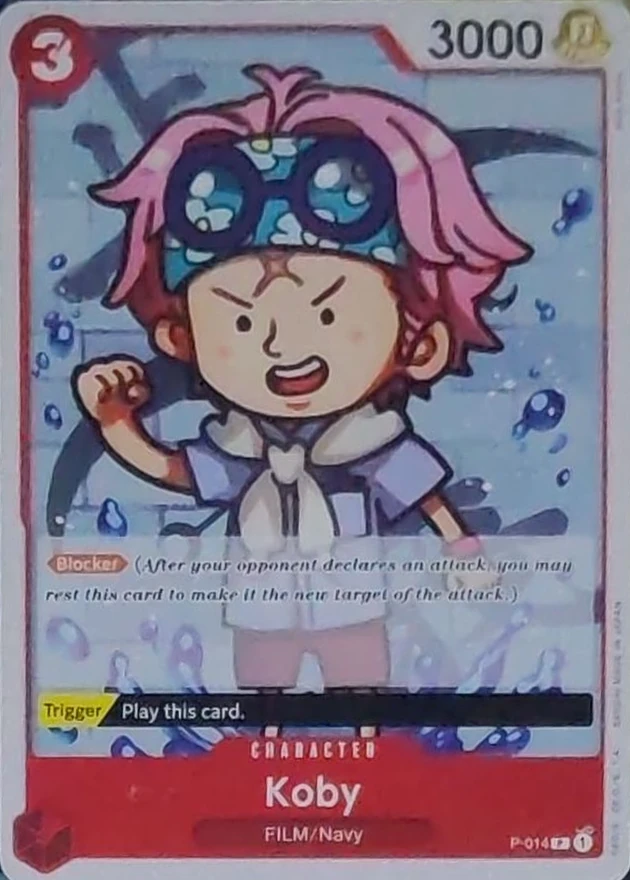 3
3000
Blocker (After your opponent declares an attack, you may
rest this card to make it the new target of the attack.)
Trigger Play this card.
CHARACTER
Koby
FILM/Navy
P-014 P 1